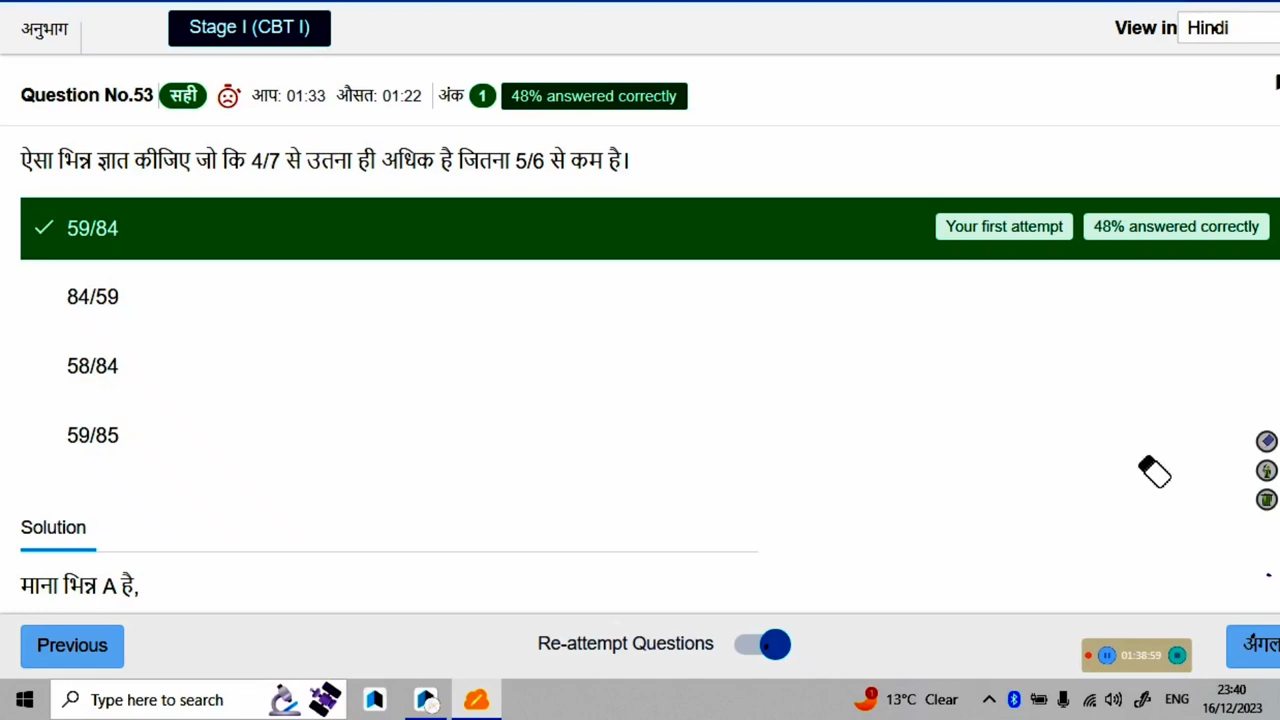 अनुभाग Stage I (CBT I) View in Hindi
Question No.53 सही आप: 01:33 औसत: 01:22 अंक 1 48% answered correctly
ऐसा भिन्न ज्ञात कीजिए जो कि 4/7 से उतना ही अधिक है जितना 5/6 से कम है।
59/84 Your first attempt 48% answered correctly
84/59
58/84
59/85
Solution
माना भिन्न A है,
Previous Re-attempt Questions 01:38:59
Type here to search 1 13°C Clear ENG 23:40
16/12/2023